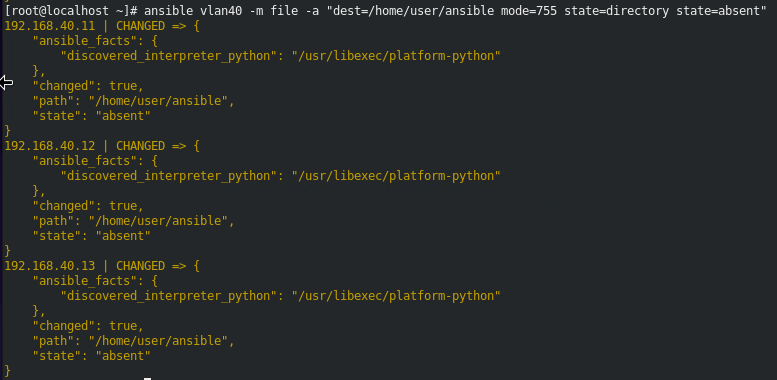 [root@localhost ~]# ansible vlan40 -m file -a "dest=/home/user/ansible mode=755 state=directory state=absent"
192.168.40.11 | CHANGED => {
    "ansible_facts": {
        "discovered_interpreter_python": "/usr/libexec/platform-python"
    },
    "changed": true,
    "path": "/home/user/ansible",
    "state": "absent"
}
192.168.40.12 | CHANGED => {
    "ansible_facts": {
        "discovered_interpreter_python": "/usr/libexec/platform-python"
    },
    "changed": true,
    "path": "/home/user/ansible",
    "state": "absent"
}
192.168.40.13 | CHANGED => {
    "ansible_facts": {
        "discovered_interpreter_python": "/usr/libexec/platform-python"
    },
    "changed": true,
    "path": "/home/user/ansible",
    "state": "absent"
}